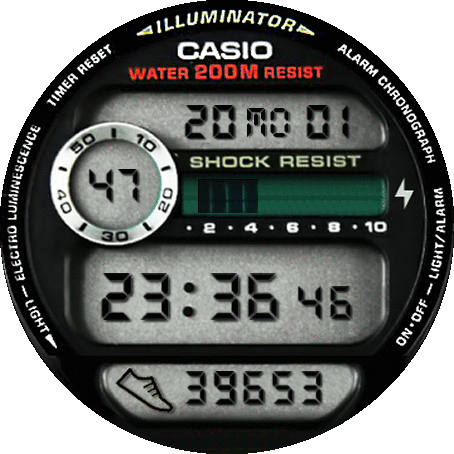 ILLUMINATOR
TIMER RESET
ALARM CHRONOGRAPH
CASIO
WATER 200M RESIST
20 MO 01
SHOCK RESIST
50 10
47
40 20
30
· 2 · 4 · 6 · 8 · 10
ELECTRO LUMINESCENCE
LIGHT
ON·OFF – LIGHT/ALARM
23:36 46
39653